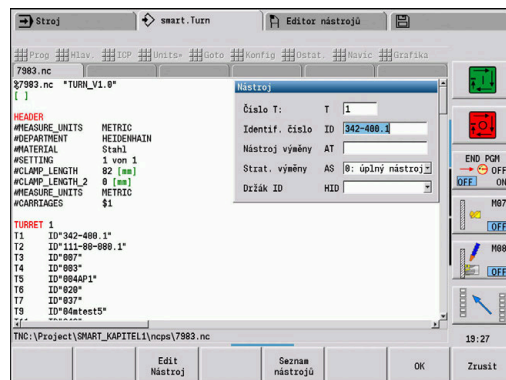 Stroj
smart.Turn
Editor nástrojů
Prog Hlav. ICP Units» Goto Konfig Ostat. Navic Grafika
7983.nc
%7983.nc "TURN_V1.0"
[ ]
HEADER
#MEASURE_UNITS METRIC
#DEPARTMENT HEIDENHAIN
#MATERIAL Stahl
#SETTING 1 von 1
#CLAMP_LENGTH 82 [mm]
#CLAMP_LENGTH_2 0 [mm]
#MEASURE_UNITS METRIC
#CARRIAGES $1
TURRET 1
T1 ID"342-400.1"
T2 ID"111-80-080.1"
T3 ID"007"
T4 ID"003"
T5 ID"004AP1"
T6 ID"020"
T7 ID"037"
T9 ID"04mtest5"
Nástroj
Číslo T: T 1
Identif. číslo ID 342-400.1
Nástroj výměny AT
Strat. výměny AS 0: úplný nástroj
Držák ID HID
TNC:\Project\SMART_KAPITEL1\ncps\7983.nc
END PGM
OFF
OFF ON
M07
OFF
M08
OFF
19:27
Edit Nástroj
Seznam nástrojů
OK
Zrusit